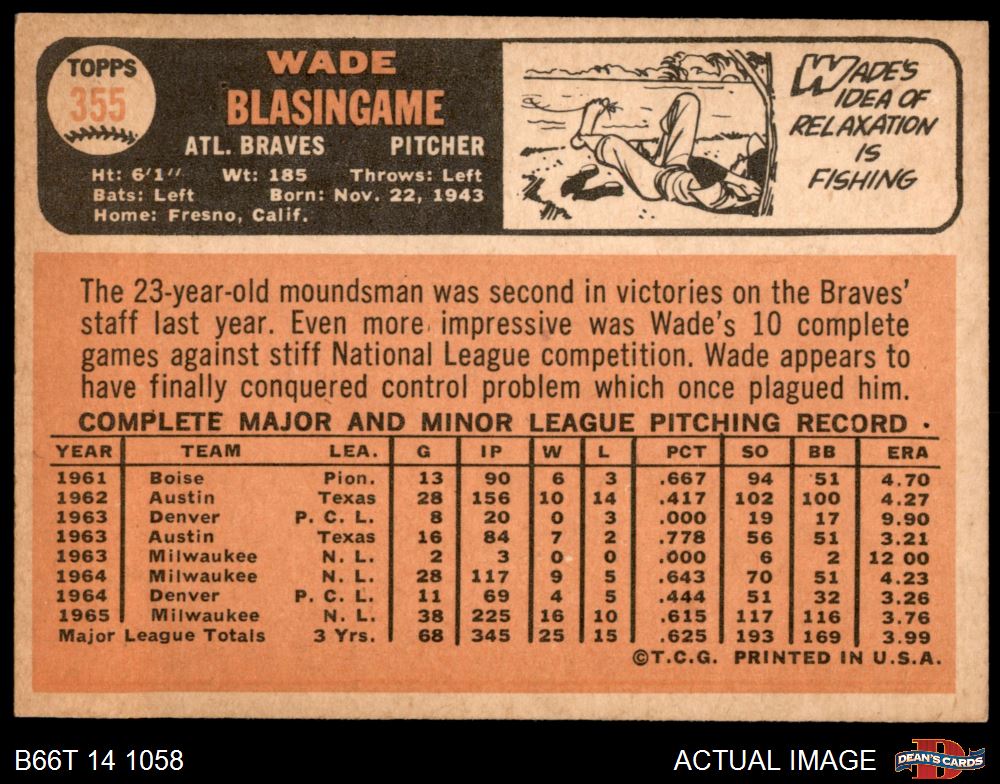 TOPPS
355
WADE
BLASINGAME
ATL. BRAVES PITCHER
Ht: 6'1" Wt: 185 Throws: Left
Bats: Left Born: Nov. 22, 1943
Home: Fresno, Calif.
WADE'S
IDEA OF
RELAXATION
IS
FISHING
The 23-year-old moundsman was second in victories on the Braves'
staff last year. Even more impressive was Wade's 10 complete
games against stiff National League competition. Wade appears to
have finally conquered control problem which once plagued him.
COMPLETE MAJOR AND MINOR LEAGUE PITCHING RECORD
YEAR TEAM LEA. G IP W L PCT SO BB ERA
1961 Boise Pion. 13 90 6 3 .667 94 51 4.70
1962 Austin Texas 28 156 10 14 .417 102 100 4.27
1963 Denver P. C. L. 8 20 0 3 .000 19 17 9.90
1963 Austin Texas 16 84 7 2 .778 56 51 3.21
1963 Milwaukee N. L. 2 3 0 0 .000 6 2 12 00
1964 Milwaukee N. L. 28 117 9 5 .643 70 51 4.23
1964 Denver P. C. L. 11 69 4 5 .444 51 32 3.26
1965 Milwaukee N. L. 38 225 16 10 .615 117 116 3.76
Major League Totals 3 Yrs. 68 345 25 15 .625 193 169 3.99
©T.C.G. PRINTED IN U.S.A.
B66T 14 1058 ACTUAL IMAGE DEAN'S CARDS